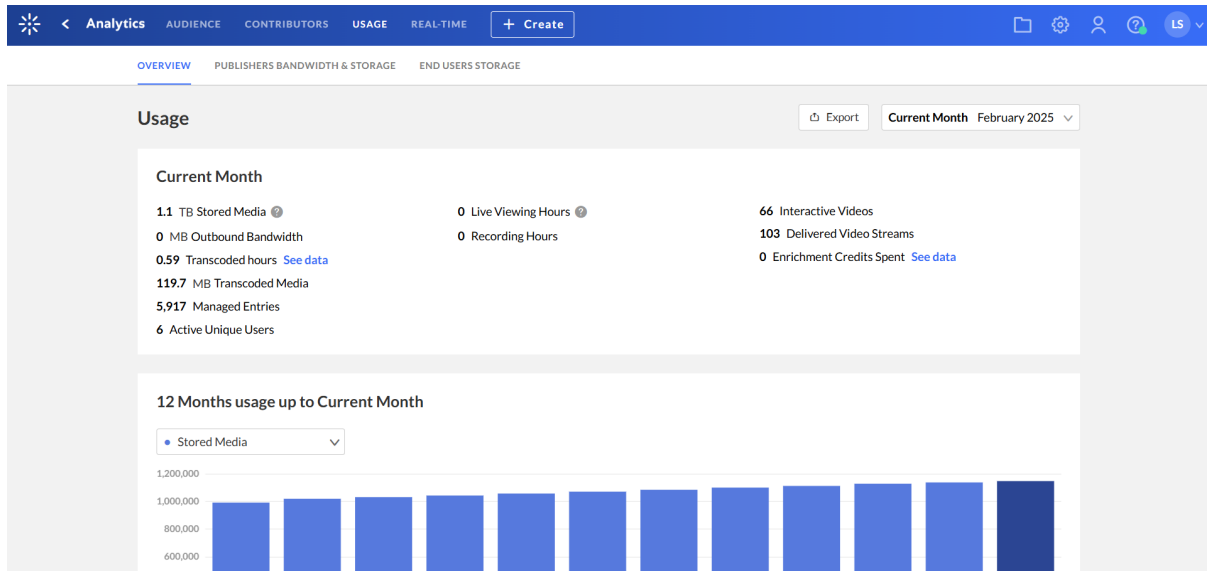 Analytics AUDIENCE CONTRIBUTORS USAGE REAL-TIME + Create LS
OVERVIEW PUBLISHERS BANDWIDTH & STORAGE END USERS STORAGE
Usage
Export
Current Month February 2025
Current Month
1.1 TB Stored Media ?
0 MB Outbound Bandwidth
0.59 Transcoded hours See data
119.7 MB Transcoded Media
5,917 Managed Entries
6 Active Unique Users
0 Live Viewing Hours ?
0 Recording Hours
66 Interactive Videos
103 Delivered Video Streams
0 Enrichment Credits Spent See data
12 Months usage up to Current Month
Stored Media
1,200,000
1,000,000
800,000
600,000